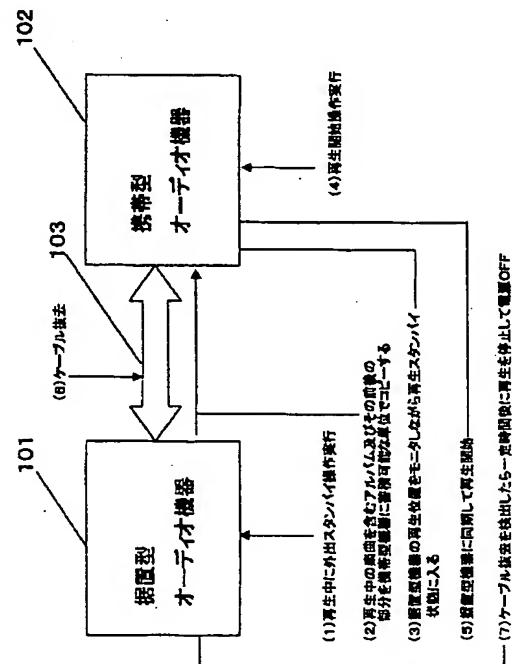 101
据置型
オーディオ機器
103
(6)ケーブル抜去
102
携帯型
オーディオ機器
(1)再生中に外出スタンバイ操作実行
(2)再生中の楽曲を含むアルバム及びその前後の
部分を携帯型機器に蓄積可能な単位でコピーする
(3)据置型機器の再生位置をモニタしながら再生スタンバイ
状態に入る
(4)再生開始操作実行
(5)据置型機器に同期して再生開始
(7)ケーブル抜去を検出したら一定時間後に再生を停止して電源OFF